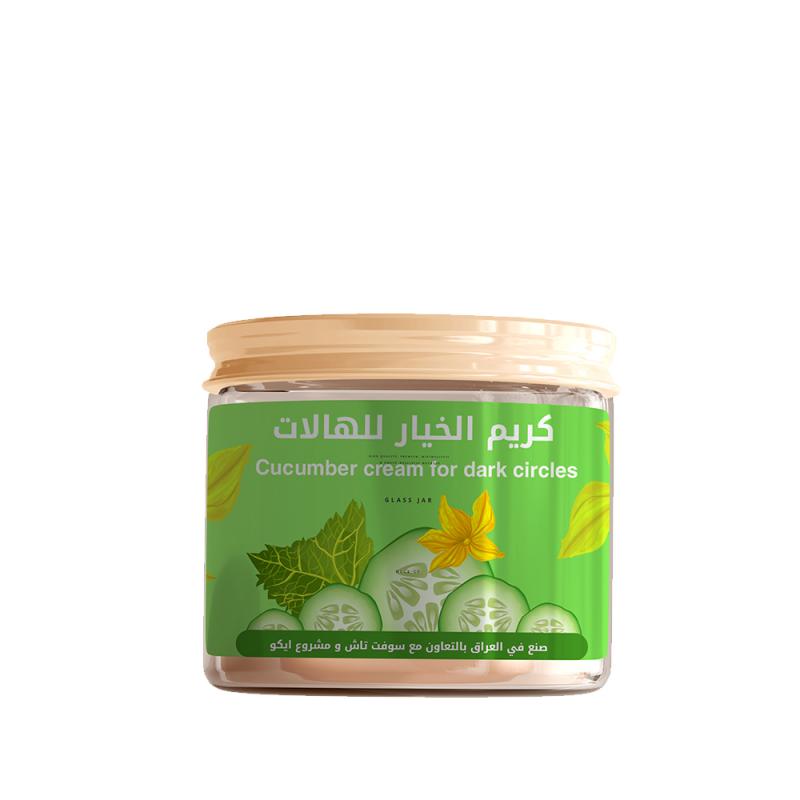 كريم الخيار للهالات
Cucumber cream for dark circles
GLASS JAR
صنع في العراق بالتعاون مع سوفت تاش و مشروع ايكو